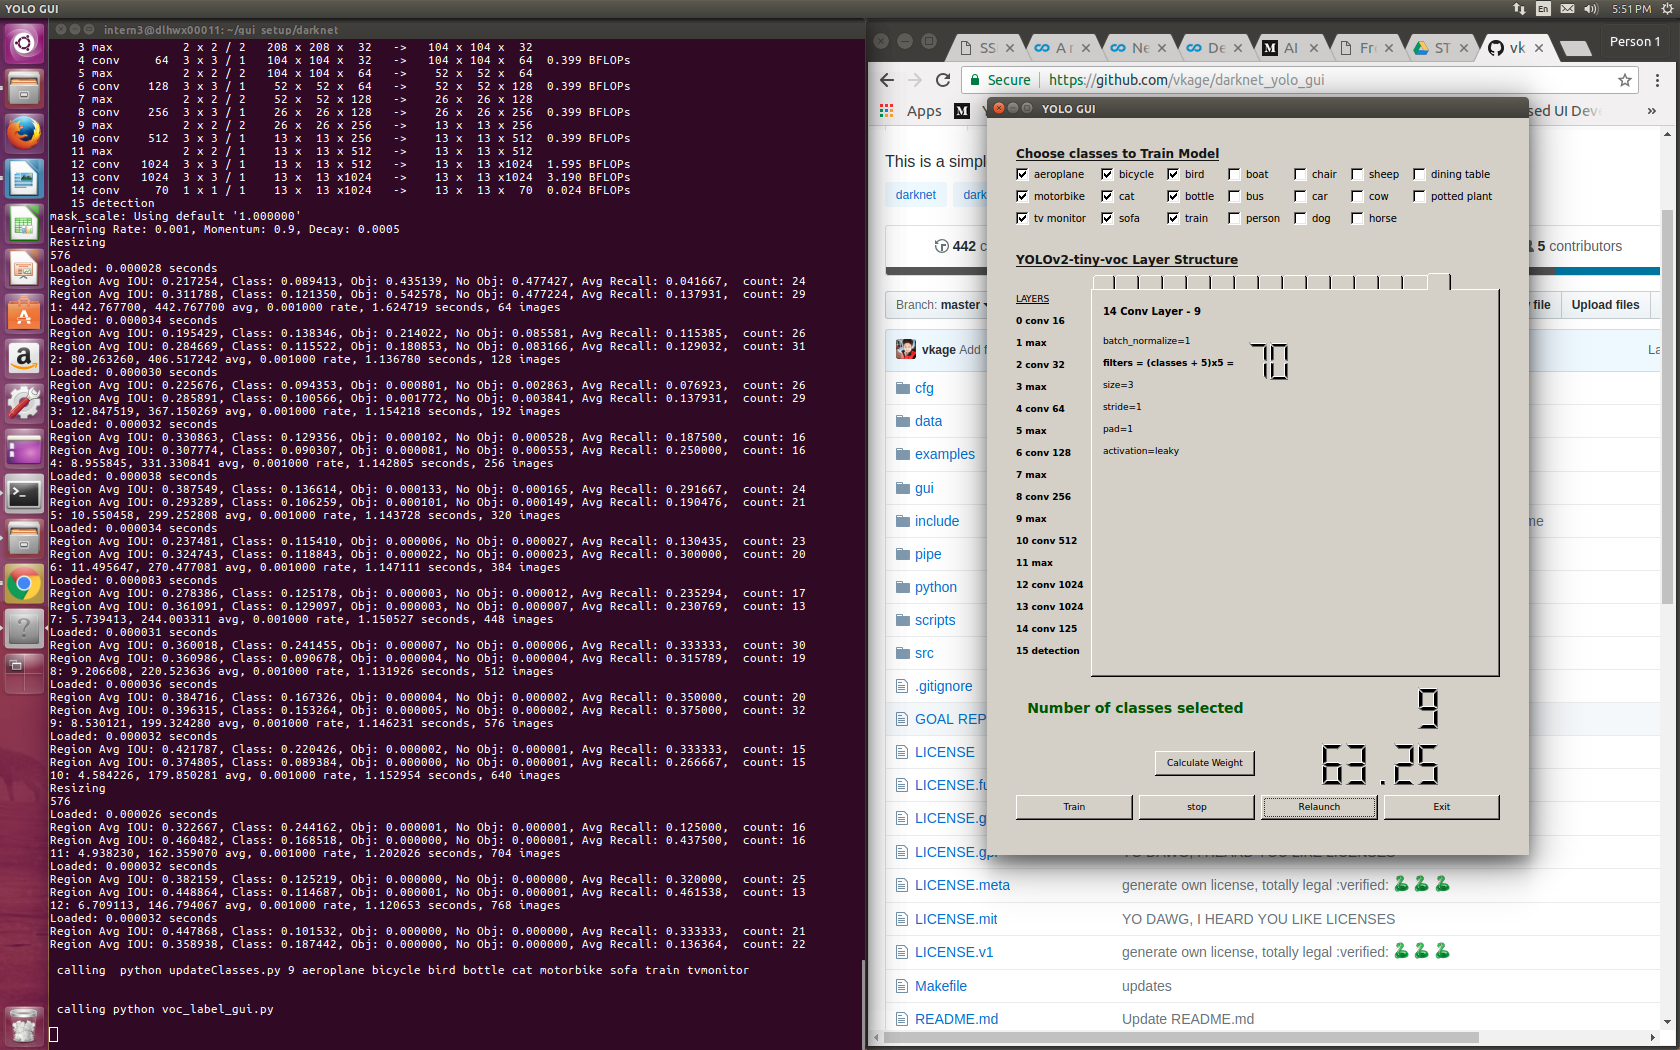 YOLO GUI
En
5:51 PM
intern3@dlhwx00011: ~/gui setup/darknet
3 max 2 x 2 / 2 208 x 208 x 32 -> 104 x 104 x 32
4 conv 64 3 x 3 / 1 104 x 104 x 32 -> 104 x 104 x 64 0.399 BFLOPs
5 max 2 x 2 / 2 104 x 104 x 64 -> 52 x 52 x 64
6 conv 128 3 x 3 / 1 52 x 52 x 64 -> 52 x 52 x 128 0.399 BFLOPs
7 max 2 x 2 / 2 52 x 52 x 128 -> 26 x 26 x 128
8 conv 256 3 x 3 / 1 26 x 26 x 128 -> 26 x 26 x 256 0.399 BFLOPs
9 max 2 x 2 / 2 26 x 26 x 256 -> 13 x 13 x 256
10 conv 512 3 x 3 / 1 13 x 13 x 256 -> 13 x 13 x 512 0.399 BFLOPs
11 max 2 x 2 / 1 13 x 13 x 512 -> 13 x 13 x 512
12 conv 1024 3 x 3 / 1 13 x 13 x 512 -> 13 x 13 x1024 1.595 BFLOPs
13 conv 1024 3 x 3 / 1 13 x 13 x1024 -> 13 x 13 x1024 3.190 BFLOPs
14 conv 70 1 x 1 / 1 13 x 13 x1024 -> 13 x 13 x 70 0.024 BFLOPs
15 detection
mask_scale: Using default '1.000000'
Learning Rate: 0.001, Momentum: 0.9, Decay: 0.0005
Resizing
576
Loaded: 0.000028 seconds
Region Avg IOU: 0.217254, Class: 0.089413, Obj: 0.435139, No Obj: 0.477427, Avg Recall: 0.041667, count: 24
Region Avg IOU: 0.311788, Class: 0.121350, Obj: 0.542578, No Obj: 0.477224, Avg Recall: 0.137931, count: 29
1: 442.767700, 442.767700 avg, 0.001000 rate, 1.624719 seconds, 64 images
Loaded: 0.000034 seconds
Region Avg IOU: 0.195429, Class: 0.138346, Obj: 0.214022, No Obj: 0.085581, Avg Recall: 0.115385, count: 26
Region Avg IOU: 0.284669, Class: 0.115522, Obj: 0.180853, No Obj: 0.083166, Avg Recall: 0.129032, count: 31
2: 80.263260, 406.517242 avg, 0.001000 rate, 1.136780 seconds, 128 images
Loaded: 0.000030 seconds
Region Avg IOU: 0.225676, Class: 0.094353, Obj: 0.000801, No Obj: 0.002863, Avg Recall: 0.076923, count: 26
Region Avg IOU: 0.285891, Class: 0.100566, Obj: 0.001772, No Obj: 0.003841, Avg Recall: 0.137931, count: 29
3: 12.847519, 367.150269 avg, 0.001000 rate, 1.154218 seconds, 192 images
Loaded: 0.000032 seconds
Region Avg IOU: 0.330863, Class: 0.129356, Obj: 0.000102, No Obj: 0.000528, Avg Recall: 0.187500, count: 16
Region Avg IOU: 0.307774, Class: 0.090307, Obj: 0.000081, No Obj: 0.000553, Avg Recall: 0.250000, count: 16
4: 8.955845, 331.330841 avg, 0.001000 rate, 1.142805 seconds, 256 images
Loaded: 0.000038 seconds
Region Avg IOU: 0.387549, Class: 0.136614, Obj: 0.000133, No Obj: 0.000165, Avg Recall: 0.291667, count: 24
Region Avg IOU: 0.293289, Class: 0.106259, Obj: 0.000101, No Obj: 0.000149, Avg Recall: 0.190476, count: 21
5: 10.550458, 299.252808 avg, 0.001000 rate, 1.143728 seconds, 320 images
Loaded: 0.000034 seconds
Region Avg IOU: 0.237481, Class: 0.115410, Obj: 0.000006, No Obj: 0.000027, Avg Recall: 0.130435, count: 23
Region Avg IOU: 0.324743, Class: 0.118843, Obj: 0.000022, No Obj: 0.000023, Avg Recall: 0.300000, count: 20
6: 11.495647, 270.477081 avg, 0.001000 rate, 1.147111 seconds, 384 images
Loaded: 0.000083 seconds
Region Avg IOU: 0.278386, Class: 0.125178, Obj: 0.000003, No Obj: 0.000012, Avg Recall: 0.235294, count: 17
Region Avg IOU: 0.361091, Class: 0.129097, Obj: 0.000003, No Obj: 0.000007, Avg Recall: 0.230769, count: 13
7: 5.739413, 244.003311 avg, 0.001000 rate, 1.150527 seconds, 448 images
Loaded: 0.000031 seconds
Region Avg IOU: 0.360018, Class: 0.241455, Obj: 0.000007, No Obj: 0.000006, Avg Recall: 0.333333, count: 30
Region Avg IOU: 0.360986, Class: 0.090678, Obj: 0.000004, No Obj: 0.000004, Avg Recall: 0.315789, count: 19
8: 9.206608, 220.523636 avg, 0.001000 rate, 1.131926 seconds, 512 images
Loaded: 0.000036 seconds
Region Avg IOU: 0.384716, Class: 0.167326, Obj: 0.000004, No Obj: 0.000002, Avg Recall: 0.350000, count: 20
Region Avg IOU: 0.396315, Class: 0.153264, Obj: 0.000005, No Obj: 0.000002, Avg Recall: 0.375000, count: 32
9: 8.530121, 199.324280 avg, 0.001000 rate, 1.146231 seconds, 576 images
Loaded: 0.000032 seconds
Region Avg IOU: 0.421787, Class: 0.220426, Obj: 0.000002, No Obj: 0.000001, Avg Recall: 0.333333, count: 15
Region Avg IOU: 0.374805, Class: 0.089384, Obj: 0.000000, No Obj: 0.000002, Avg Recall: 0.266667, count: 15
10: 4.584226, 179.850281 avg, 0.001000 rate, 1.152954 seconds, 640 images
Resizing
576
Loaded: 0.000026 seconds
Region Avg IOU: 0.322667, Class: 0.244162, Obj: 0.000001, No Obj: 0.000001, Avg Recall: 0.125000, count: 16
Region Avg IOU: 0.460482, Class: 0.168518, Obj: 0.000000, No Obj: 0.000001, Avg Recall: 0.437500, count: 16
11: 4.938230, 162.359070 avg, 0.001000 rate, 1.202026 seconds, 704 images
Loaded: 0.000032 seconds
Region Avg IOU: 0.382159, Class: 0.125219, Obj: 0.000000, No Obj: 0.000001, Avg Recall: 0.320000, count: 25
Region Avg IOU: 0.448864, Class: 0.114687, Obj: 0.000001, No Obj: 0.000001, Avg Recall: 0.461538, count: 13
12: 6.709113, 146.794067 avg, 0.001000 rate, 1.120653 seconds, 768 images
Loaded: 0.000032 seconds
Region Avg IOU: 0.447868, Class: 0.101532, Obj: 0.000000, No Obj: 0.000000, Avg Recall: 0.333333, count: 21
Region Avg IOU: 0.358938, Class: 0.187442, Obj: 0.000000, No Obj: 0.000000, Avg Recall: 0.136364, count: 22
calling python updateClasses.py 9 aeroplane bicycle bird bottle cat motorbike sofa train tvmonitor
calling python voc_label_gui.py
SS
A r
Ne
De
M AI
Fr
ST
vk
Person 1
Secure
https://github.com/vkage/darknet_yolo_gui
Apps
M
sed UI Deve
»
This is a simpl
darknet
dark
442 c
5 contributors
Branch: master
file
Upload files
vkage Add f
La
cfg
data
examples
gui
include
me
pipe
python
scripts
src
.gitignore
GOAL REP
LICENSE
LICENSE.fu
LICENSE.g
LICENSE.gpl
YO DAWG, I HEARD YOU LIKE LICENSES
LICENSE.meta
generate own license, totally legal :verified:
LICENSE.mit
YO DAWG, I HEARD YOU LIKE LICENSES
LICENSE.v1
generate own license, totally legal :verified:
Makefile
updates
README.md
Update README.md
YOLO GUI
Choose classes to Train Model
aeroplane bicycle bird boat chair sheep dining table
motorbike cat bottle bus car cow potted plant
tv monitor sofa train person dog horse
YOLOv2-tiny-voc Layer Structure
LAYERS
0 conv 16
1 max
2 conv 32
3 max
4 conv 64
5 max
6 conv 128
7 max
8 conv 256
9 max
10 conv 512
11 max
12 conv 1024
13 conv 1024
14 conv 125
15 detection
14 Conv Layer - 9
batch_normalize=1
filters = (classes + 5)x5 = 70
size=3
stride=1
pad=1
activation=leaky
Number of classes selected 9
Calculate Weight 63.25
Train
stop
Relaunch
Exit